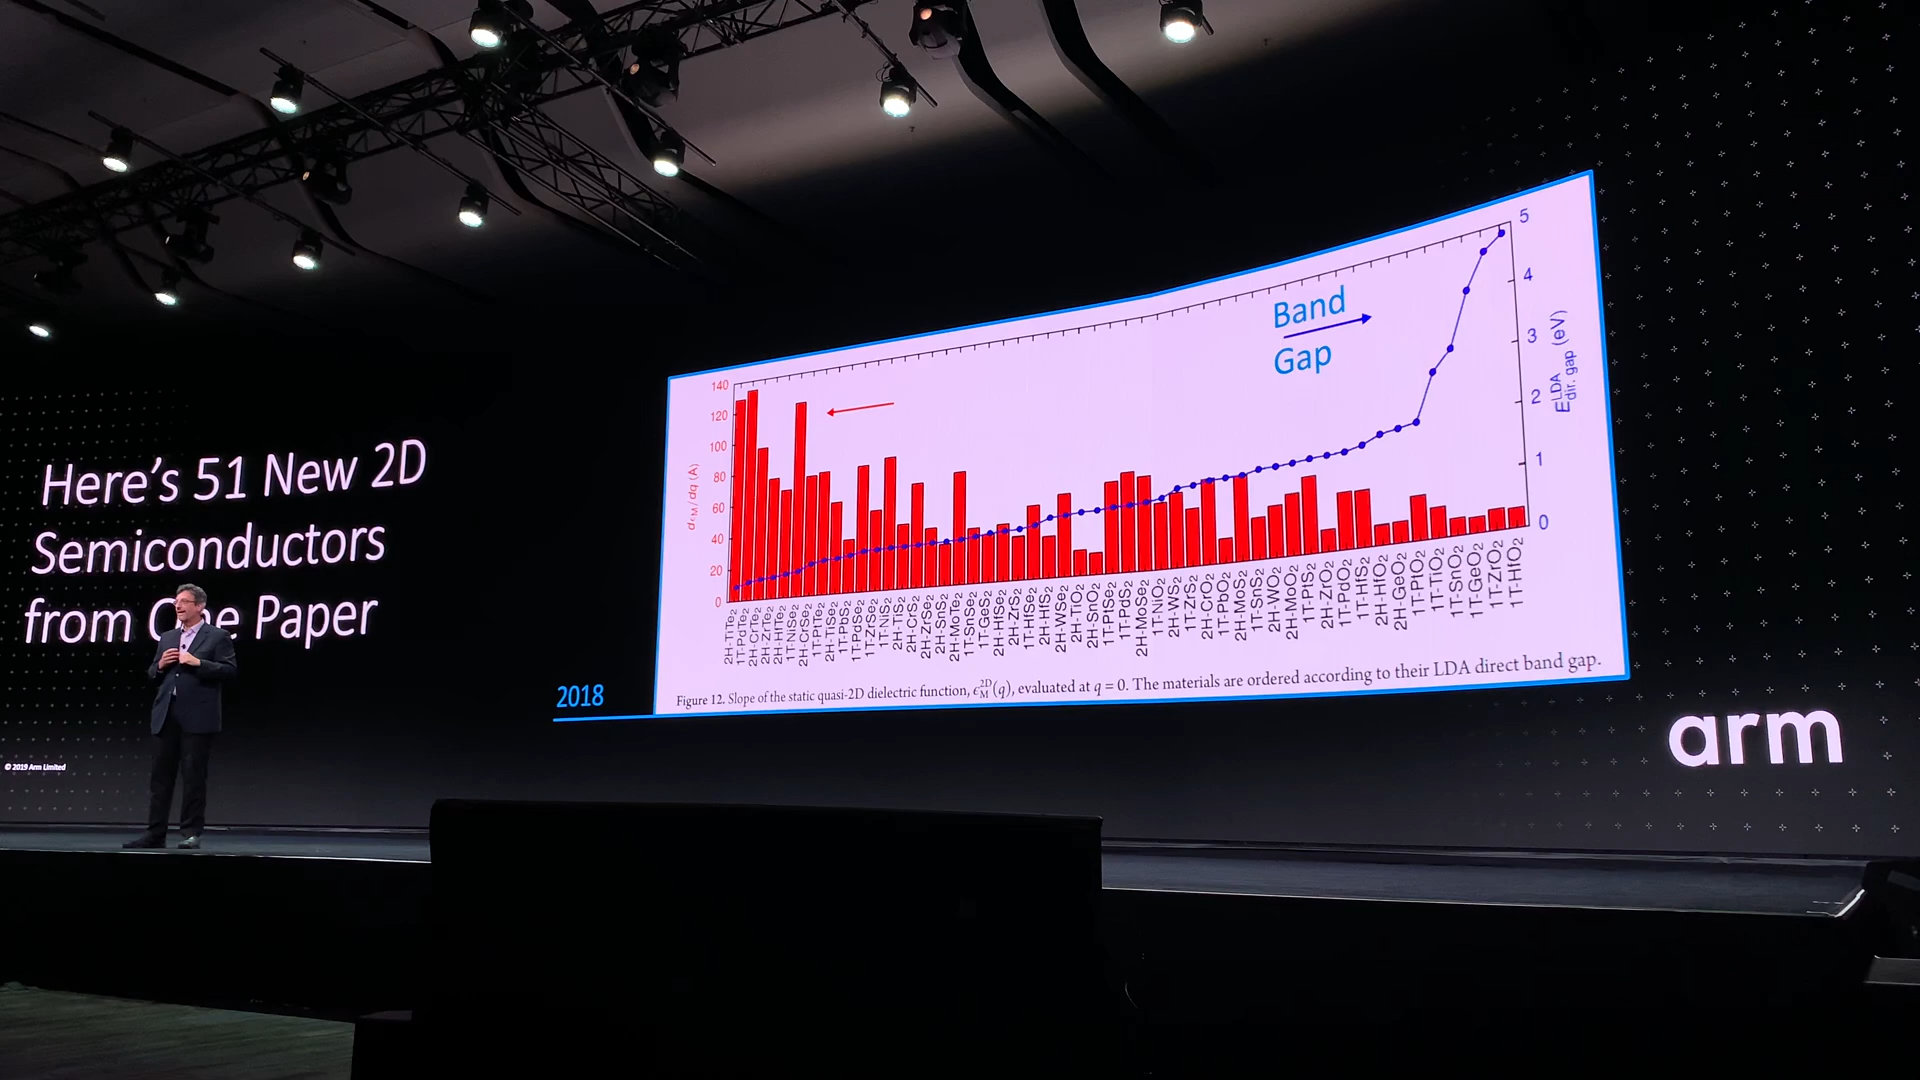 Here's 51 New 2D
Semiconductors
from One Paper
© 2019 Arm Limited
2018
Band
Gap
140
120
100
80
60
40
20
0
dϵM/dq (Å)
5
4
3
2
1
0
E LDA dir. gap (eV)
2H-TiTe2
1T-PdTe2
2H-CrTe2
2H-ZrTe2
2H-HfTe2
1T-NiSe2
2H-CrSe2
1T-PtTe2
2H-TiSe2
1T-PbS2
1T-PdSe2
1T-ZrSe2
1T-NiS2
2H-TiS2
2H-CrS2
2H-ZrSe2
2H-SnS2
2H-MoTe2
1T-SnSe2
1T-GeS2
2H-HfSe2
2H-ZrS2
1T-HfSe2
2H-HfS2
2H-WSe2
2H-TiO2
2H-SnO2
1T-PtSe2
1T-PdS2
2H-MoSe2
1T-NiO2
2H-WS2
1T-ZrS2
2H-CrO2
1T-PbO2
2H-MoS2
1T-SnS2
2H-WO2
2H-MoO2
1T-PtS2
2H-ZrO2
1T-PdO2
1T-HfS2
2H-HfO2
2H-GeO2
1T-PtO2
1T-TiO2
1T-SnO2
1T-GeO2
1T-ZrO2
1T-HfO2
Figure 12. Slope of the static quasi-2D dielectric function, ϵ2D M(q), evaluated at q = 0. The materials are ordered according to their LDA direct band gap.
arm